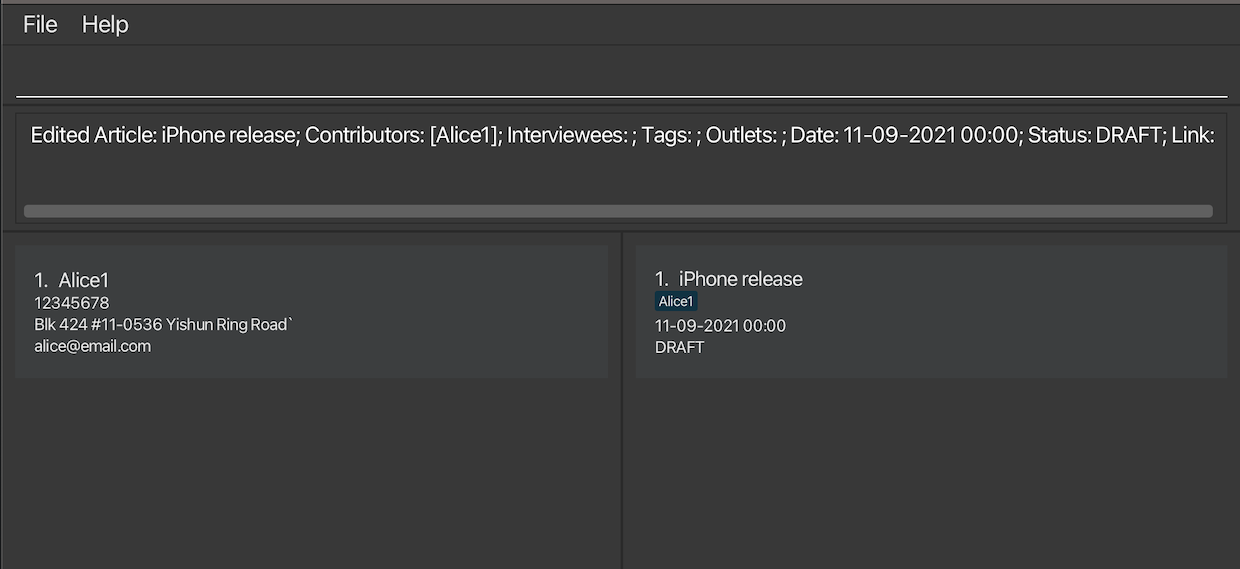 File Help
Edited Article: iPhone release; Contributors: [Alice1]; Interviewees: ; Tags: ; Outlets: ; Date: 11-09-2021 00:00; Status: DRAFT; Link:
1. Alice1
12345678
Blk 424 #11-0536 Yishun Ring Road`
alice@email.com
1. iPhone release
Alice1
11-09-2021 00:00
DRAFT